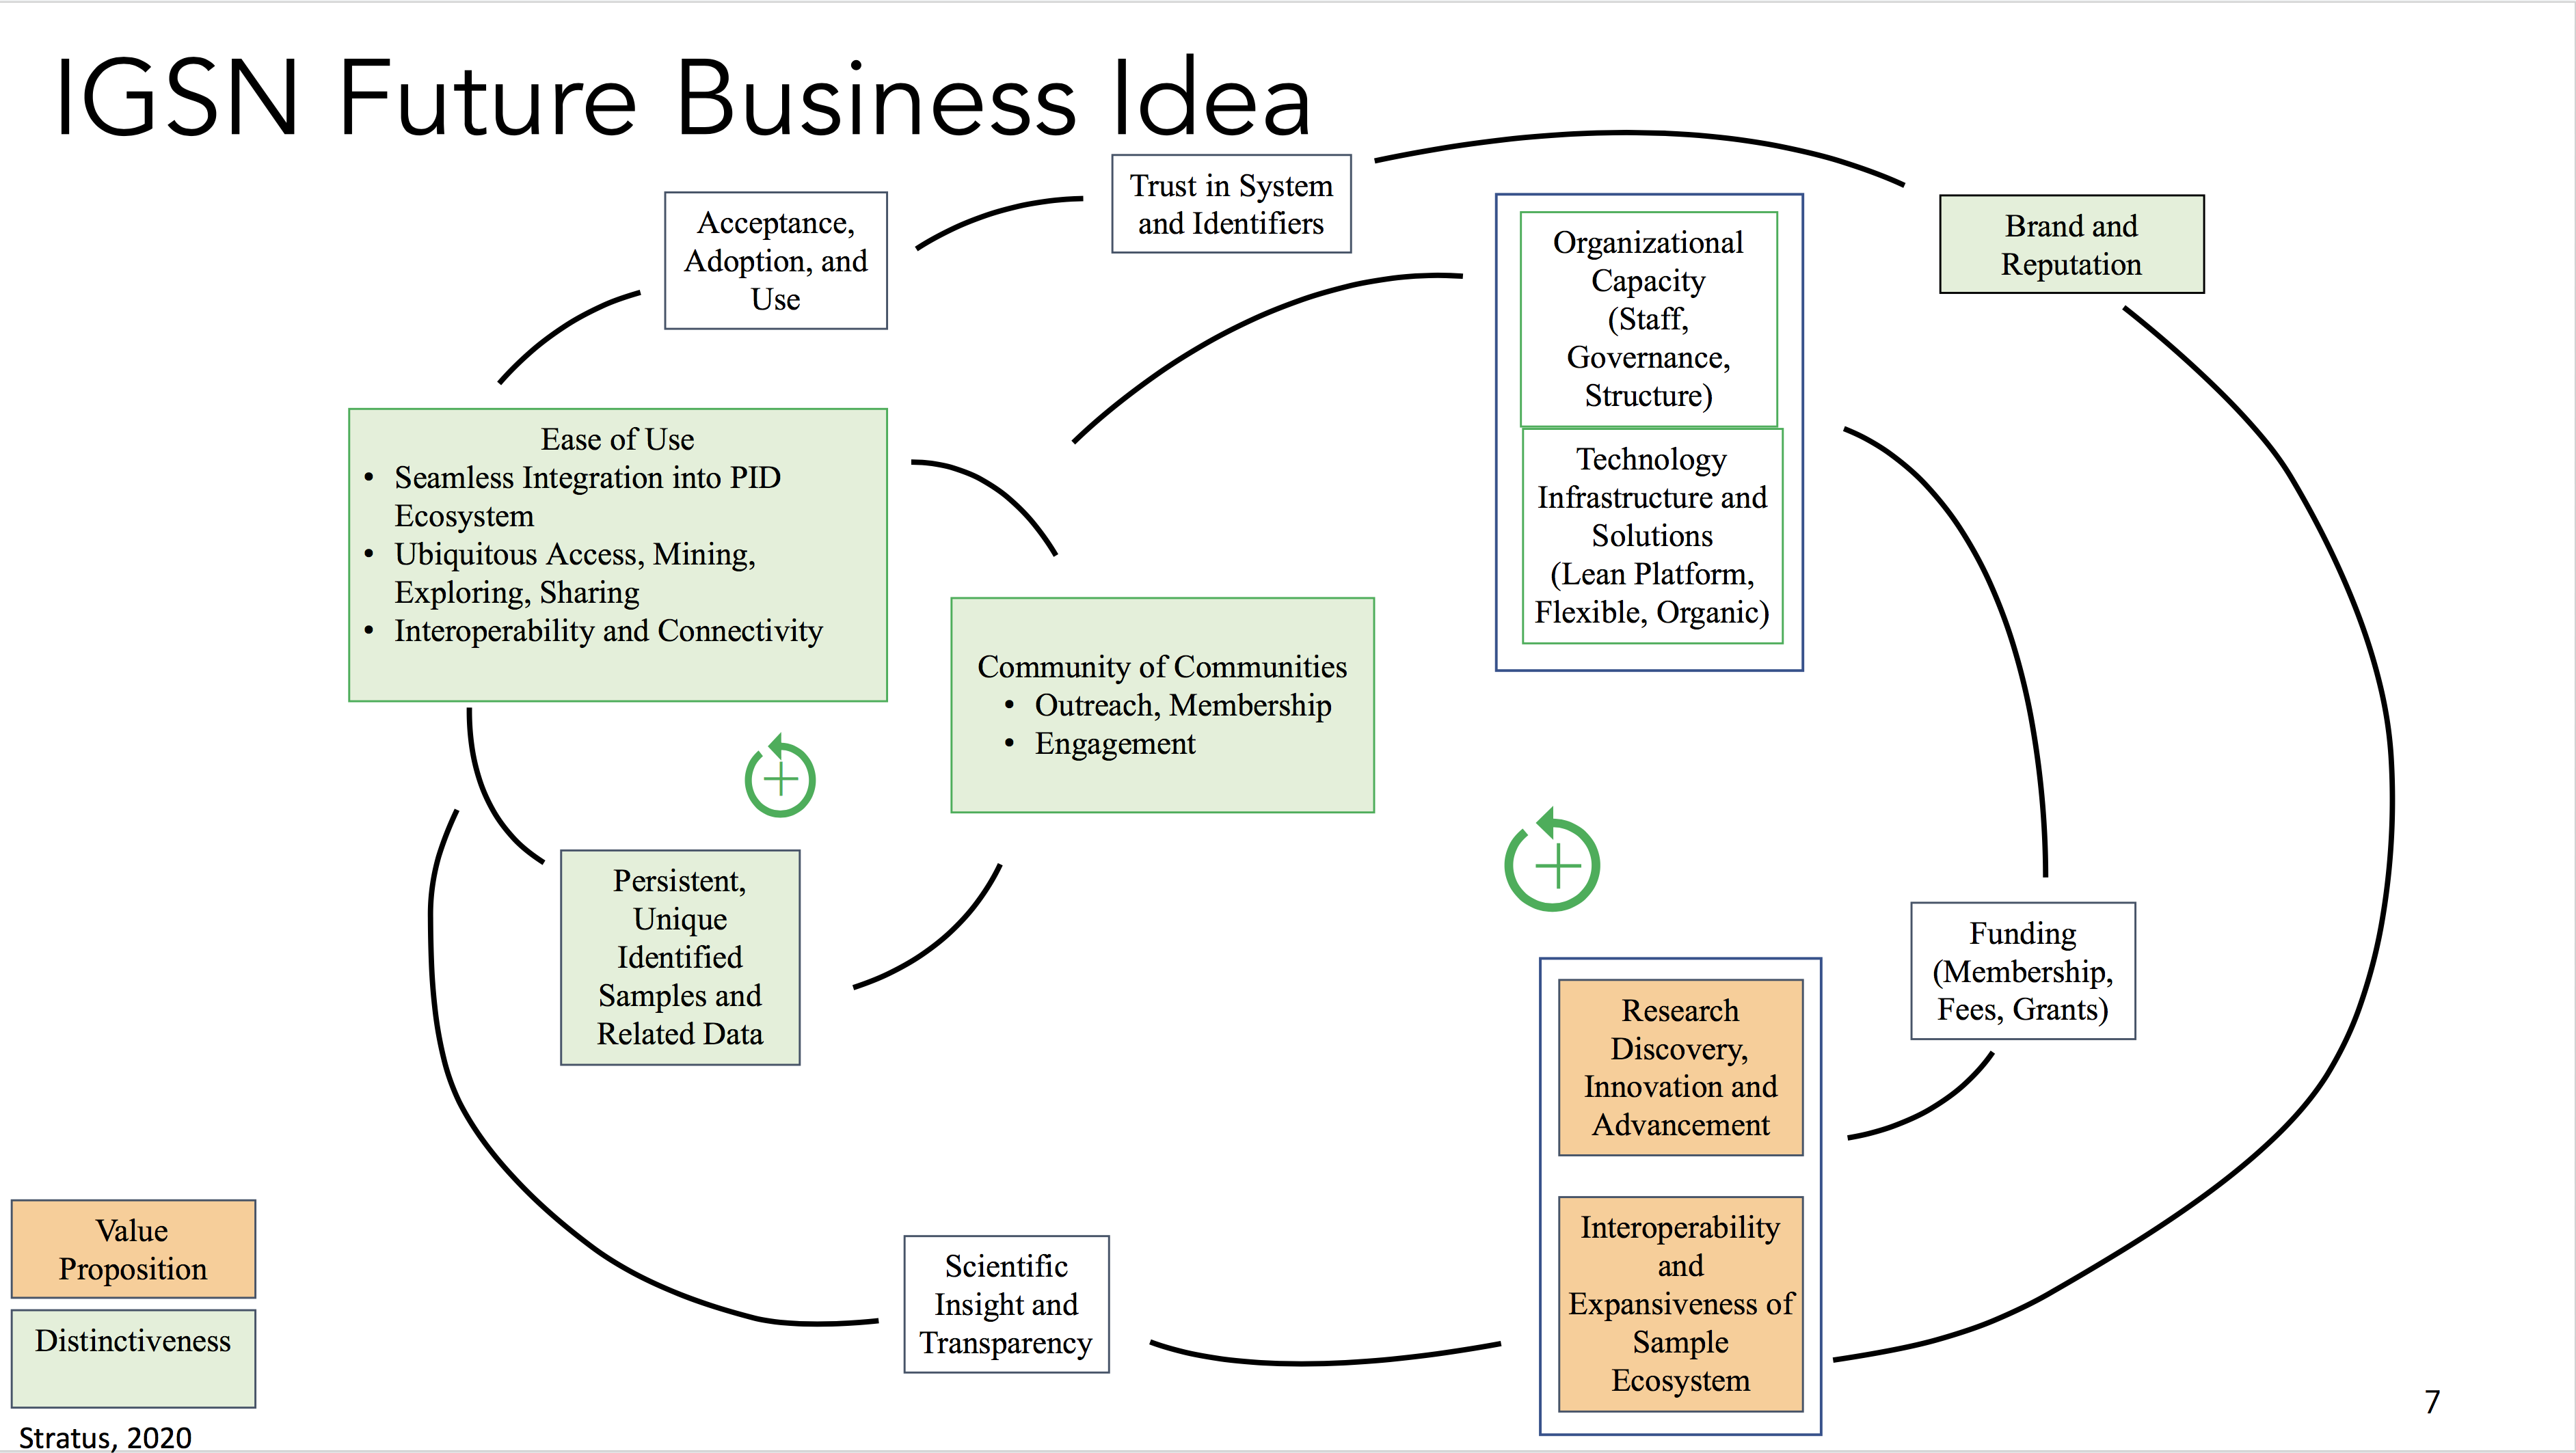 IGSN Future Business Idea
Trust in System
and Identifiers
Acceptance,
Adoption, and
Use
Brand and
Reputation
Organizational
Capacity
(Staff,
Governance,
Structure)
Technology
Infrastructure and
Solutions
(Lean Platform,
Flexible, Organic)
Ease of Use
• Seamless Integration into PID
Ecosystem
• Ubiquitous Access, Mining,
Exploring, Sharing
• Interoperability and Connectivity
Community of Communities
• Outreach, Membership
• Engagement
Persistent,
Unique
Identified
Samples and
Related Data
Funding
(Membership,
Fees, Grants)
Research
Discovery,
Innovation and
Advancement
Interoperability
and
Expansiveness of
Sample
Ecosystem
Scientific
Insight and
Transparency
Value
Proposition
Distinctiveness
Stratus, 2020
7